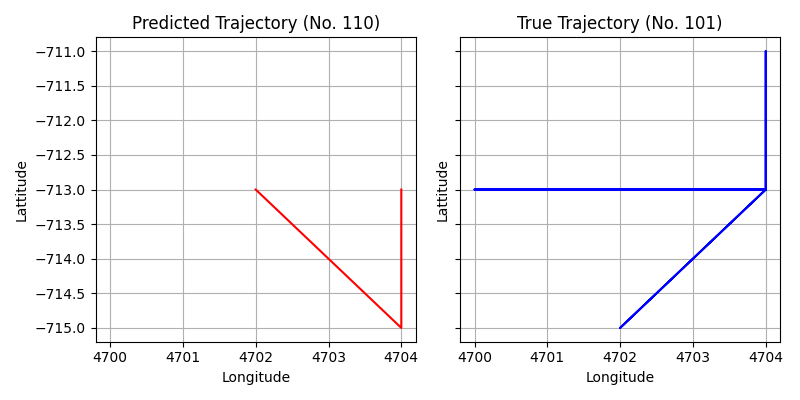 Predicted Trajectory (No. 110)
True Trajectory (No. 101)
Lattitude
−711.0
−711.5
−712.0
−712.5
−713.0
−713.5
−714.0
−714.5
−715.0
4700 4701 4702 4703 4704
Longitude
Lattitude
4700 4701 4702 4703 4704
Longitude